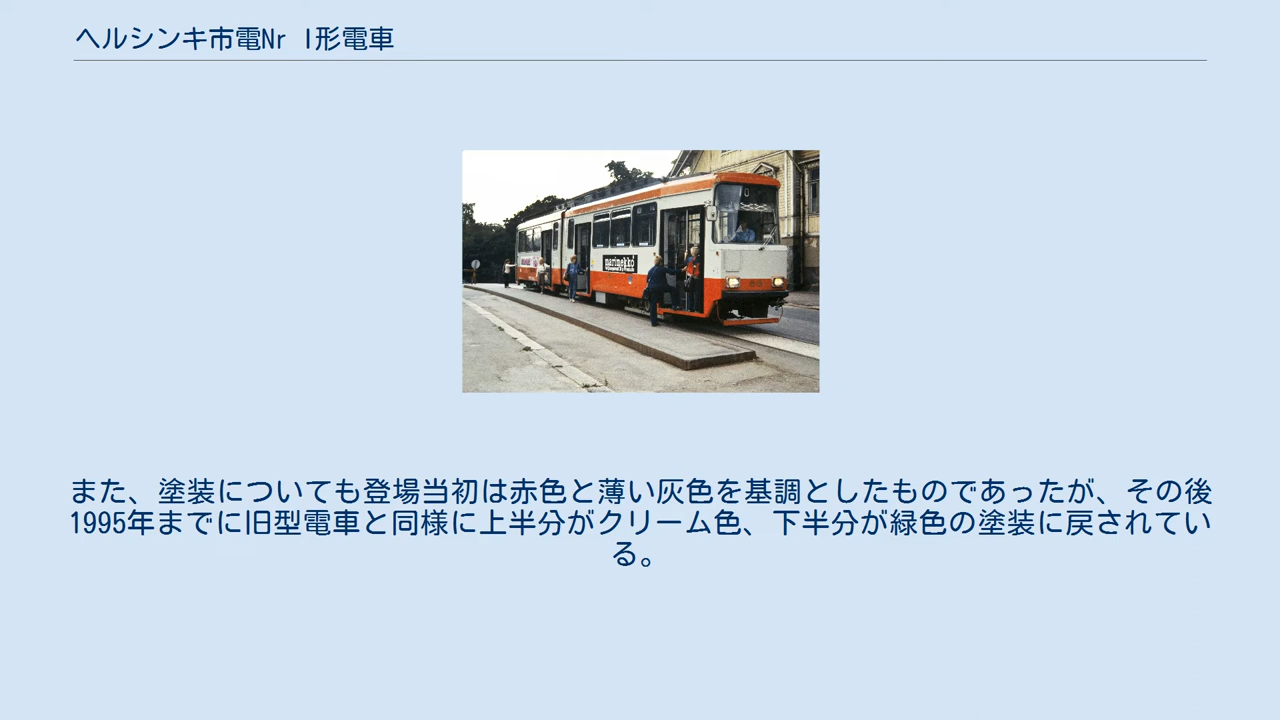 ヘルシンキ市電Nr I形電車
marimekko
また、塗装についても登場当初は赤色と薄い灰色を基調としたものであったが、その後
1995年までに旧型電車と同様に上半分がクリーム色、下半分が緑色の塗装に戻されてい
る。